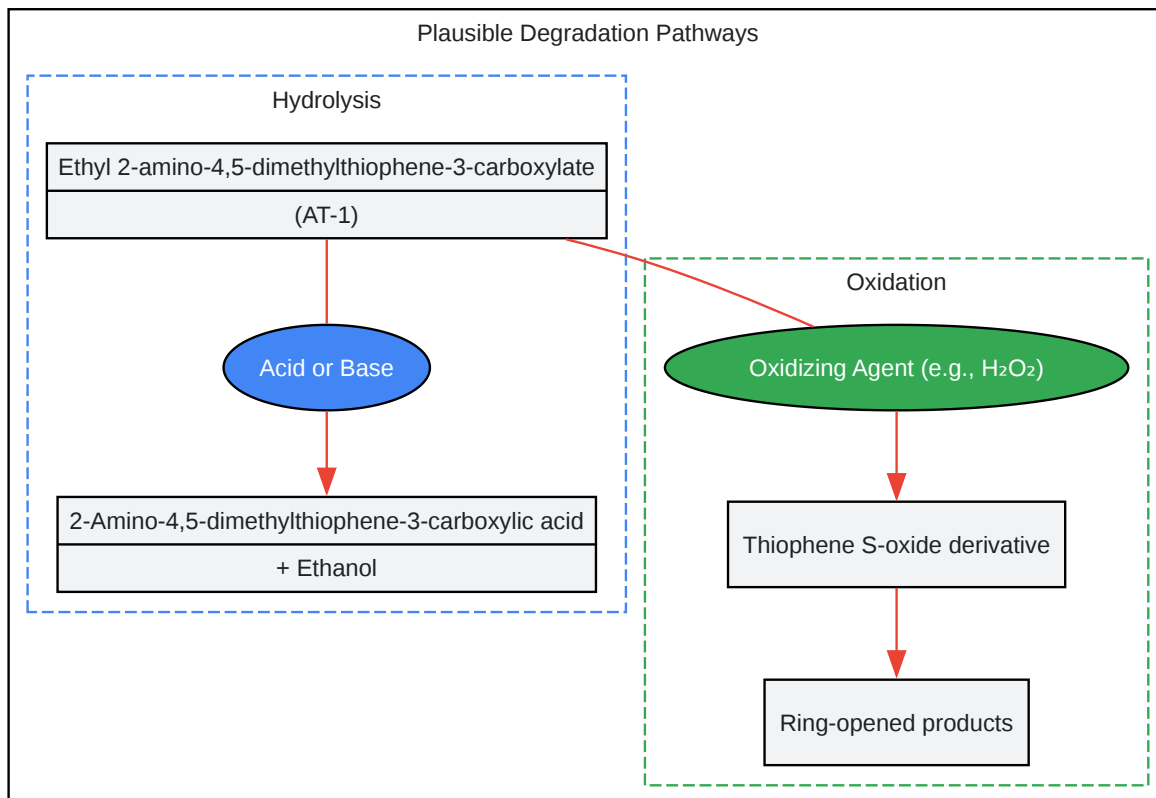 Plausible Degradation Pathways
Hydrolysis
Ethyl 2-amino-4,5-dimethylthiophene-3-carboxylate
(AT-1)
Acid or Base
2-Amino-4,5-dimethylthiophene-3-carboxylic acid
+ Ethanol
Oxidation
Oxidizing Agent (e.g., H₂O₂)
Thiophene S-oxide derivative
Ring-opened products